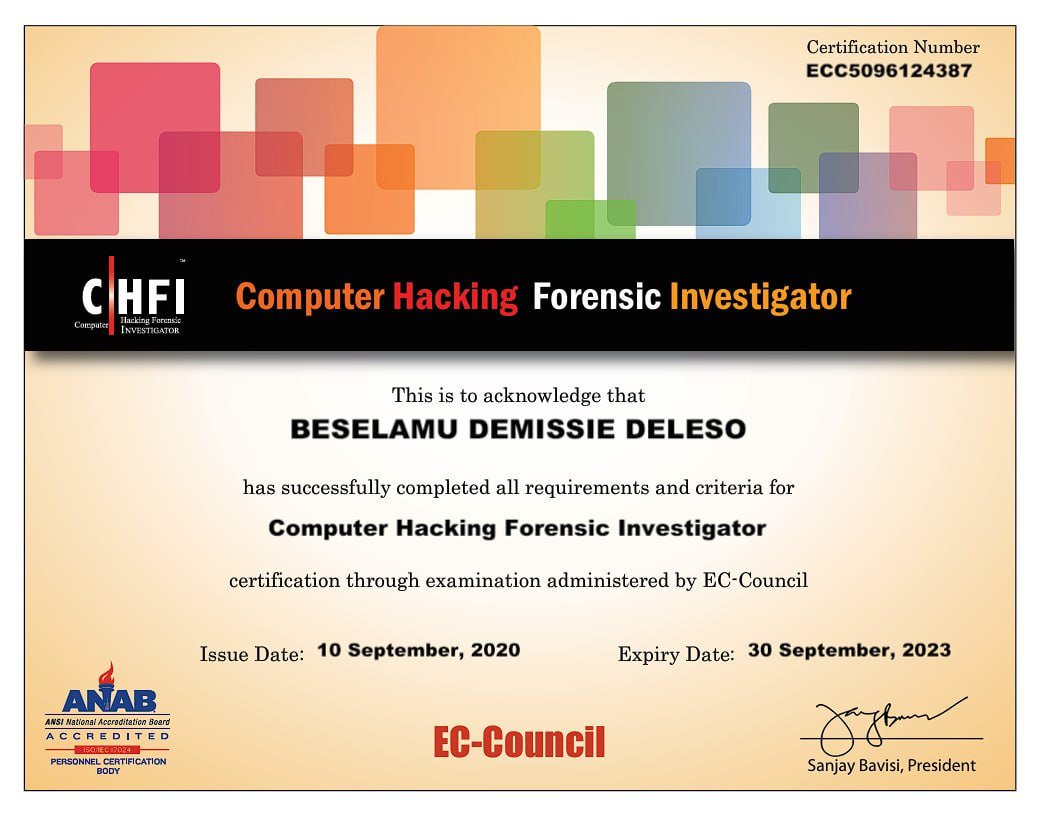 Certification Number
ECC5096124387
CHFI™
Computer Hacking Forensic
INVESTIGATOR
Computer Hacking Forensic Investigator
This is to acknowledge that
BESELAMU DEMISSIE DELESO
has successfully completed all requirements and criteria for
Computer Hacking Forensic Investigator
certification through examination administered by EC-Council
Issue Date: 10 September, 2020 Expiry Date: 30 September, 2023
ANAB
ANSI National Accreditation Board
ACCREDITED
ISO/IEC 17024
PERSONNEL CERTIFICATION
BODY
EC-Council
Sanjay Bavisi, President